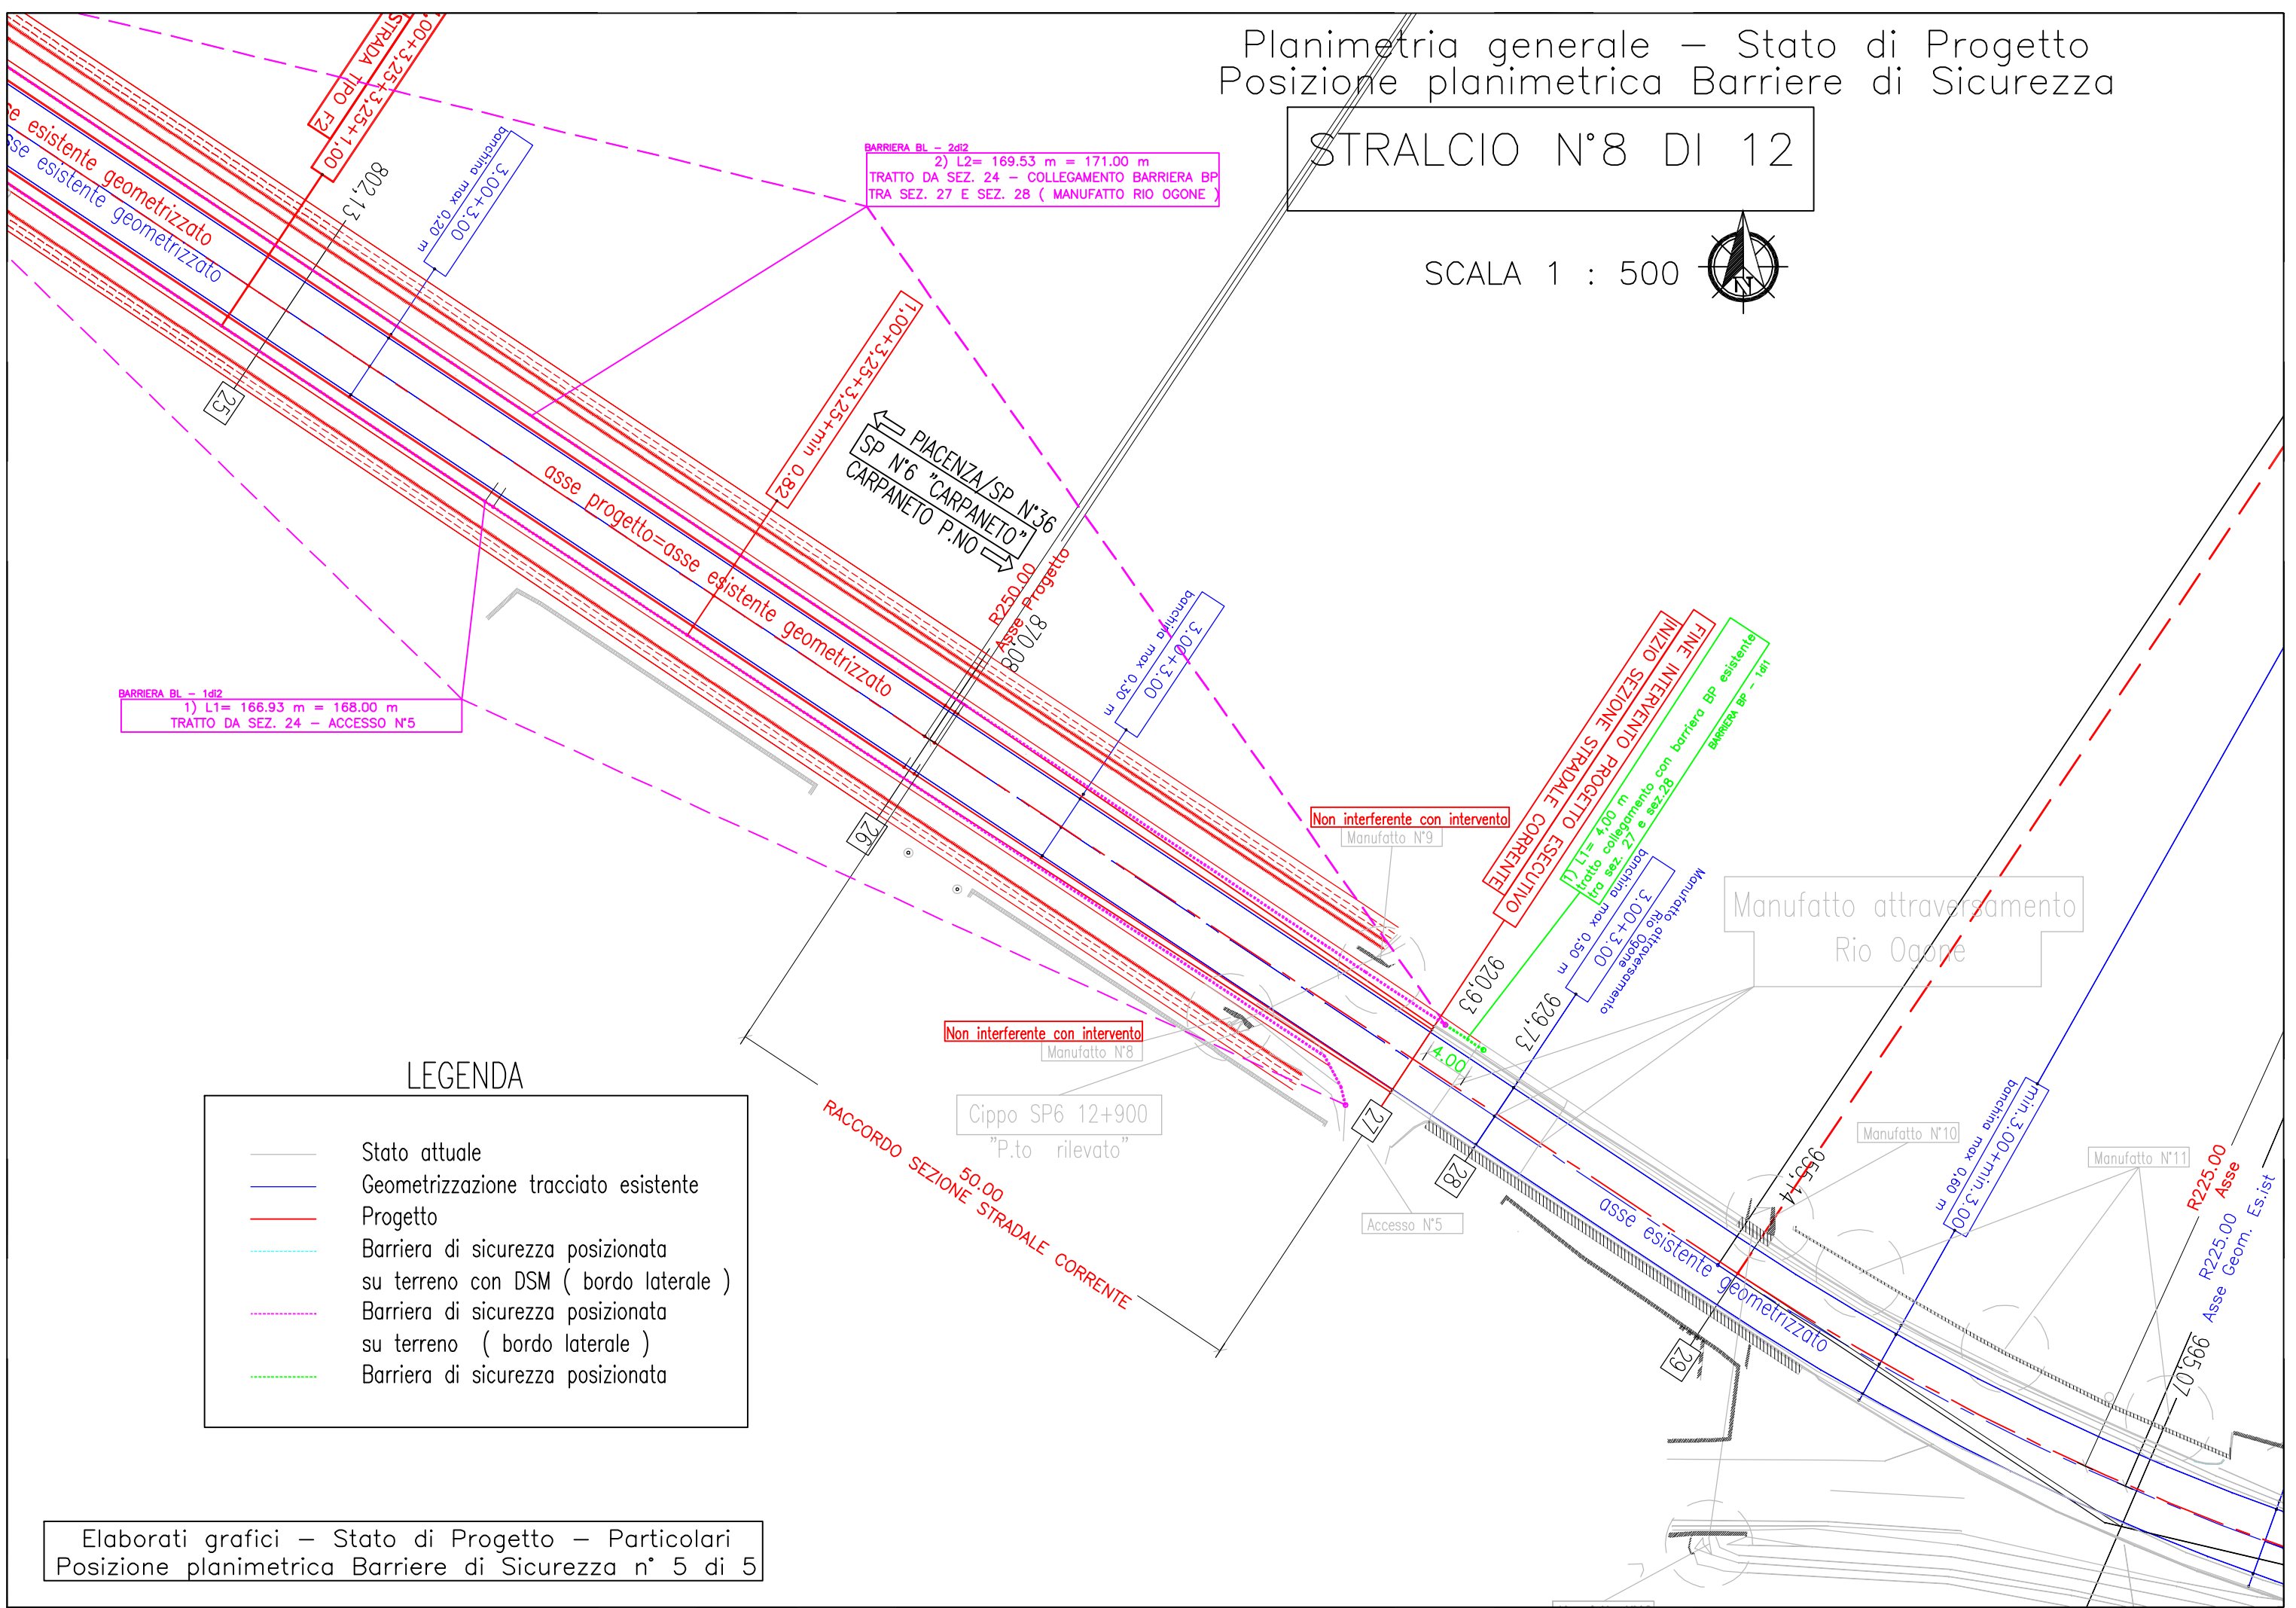 Planimetria generale – Stato di Progetto
Posizione planimetrica Barriere di Sicurezza
STRALCIO N°8 DI 12
SCALA 1 : 500
N
STRADA TIPO F2
,00+3,25+3,25+1,00
802,13
banchina max 0,20 m
3.00+3.00
se esistente geometrizzato
sse esistente geometrizzato
25
BARRIERA BL – 2di2
2) L2= 169.53 m = 171.00 m
TRATTO DA SEZ. 24 – COLLEGAMENTO BARRIERA BP
TRA SEZ. 27 E SEZ. 28 ( MANUFATTO RIO OGONE )
1,00+3,25+3,25+min 0.82
PIACENZA/SP N°36
SP N°6 "CARPANETO"
CARPANETO P.NO
asse progetto=asse esistente geometrizzato
R250.00
Asse Progetto
870,08
26
banchina max 0,30 m
3.00+3.00
BARRIERA BL – 1di2
1) L1= 166.93 m = 168.00 m
TRATTO DA SEZ. 24 – ACCESSO N°5
INIZIO SEZIONE STRADALE CORRENTE
FINE INTERVENTO PROGETTO ESECUTIVO
1) L1= 4,00 m
tratto collegamento con barriera BP esistente
tra sez. 27 e sez.28
BARRIERA BP – 1di1
Non interferente con intervento
Manufatto N°9
banchina max 0,50 m
3.00+3.00
Manufatto attraversamento
Rio Ogone
Manufatto attraversamento
Rio Ogone
920,93
929,73
4.00
Non interferente con intervento
Manufatto N°8
Cippo SP6 12+900
"P.to rilevato"
RACCORDO SEZIONE STRADALE CORRENTE
50.00
27
28
Accesso N°5
955,14
Manufatto N°10
banchina max 0,60 m
min.3.00+min.3.00
Manufatto N°11
asse esistente geometrizzato
29
R225.00
Asse
R225.00
Asse Geom. Es.ist
995,07
LEGENDA
Stato attuale
Geometrizzazione tracciato esistente
Progetto
Barriera di sicurezza posizionata
su terreno con DSM ( bordo laterale )
Barriera di sicurezza posizionata
su terreno ( bordo laterale )
Barriera di sicurezza posizionata
Elaborati grafici – Stato di Progetto – Particolari
Posizione planimetrica Barriere di Sicurezza n° 5 di 5